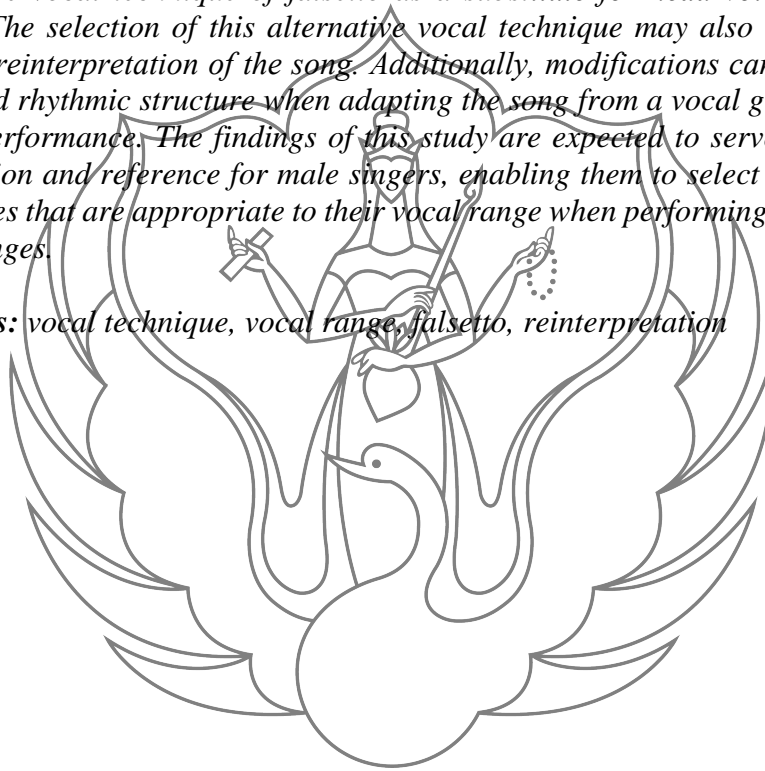 The selection of this alternative vocal technique may also
reinterpretation of the song. Additionally, modifications can
d rhythmic structure when adapting the song from a vocal g
erformance. The findings of this study are expected to serv
ion and reference for male singers, enabling them to select
es that are appropriate to their vocal range when performing
nges.
s: vocal technique, vocal range, falsetto, reinterpretation